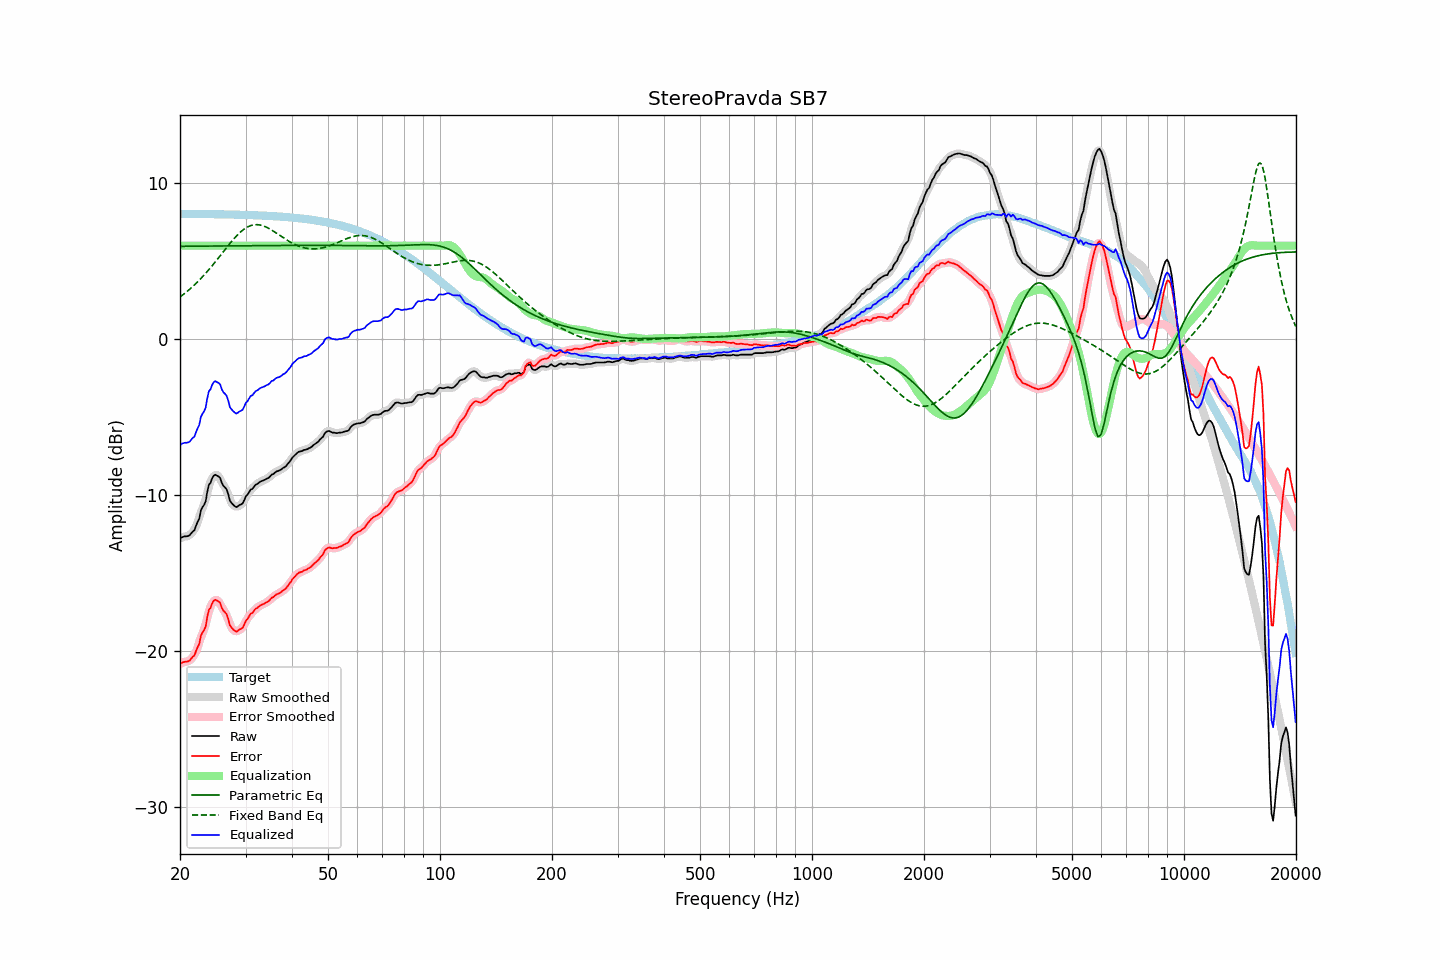 StereoPravda SB7
Amplitude (dBr)
10
0
−10
−20
−30
Target
Raw Smoothed
Error Smoothed
Raw
Error
Equalization
Parametric Eq
Fixed Band Eq
Equalized
20 50 100 200 500 1000 2000 5000 10000 20000
Frequency (Hz)